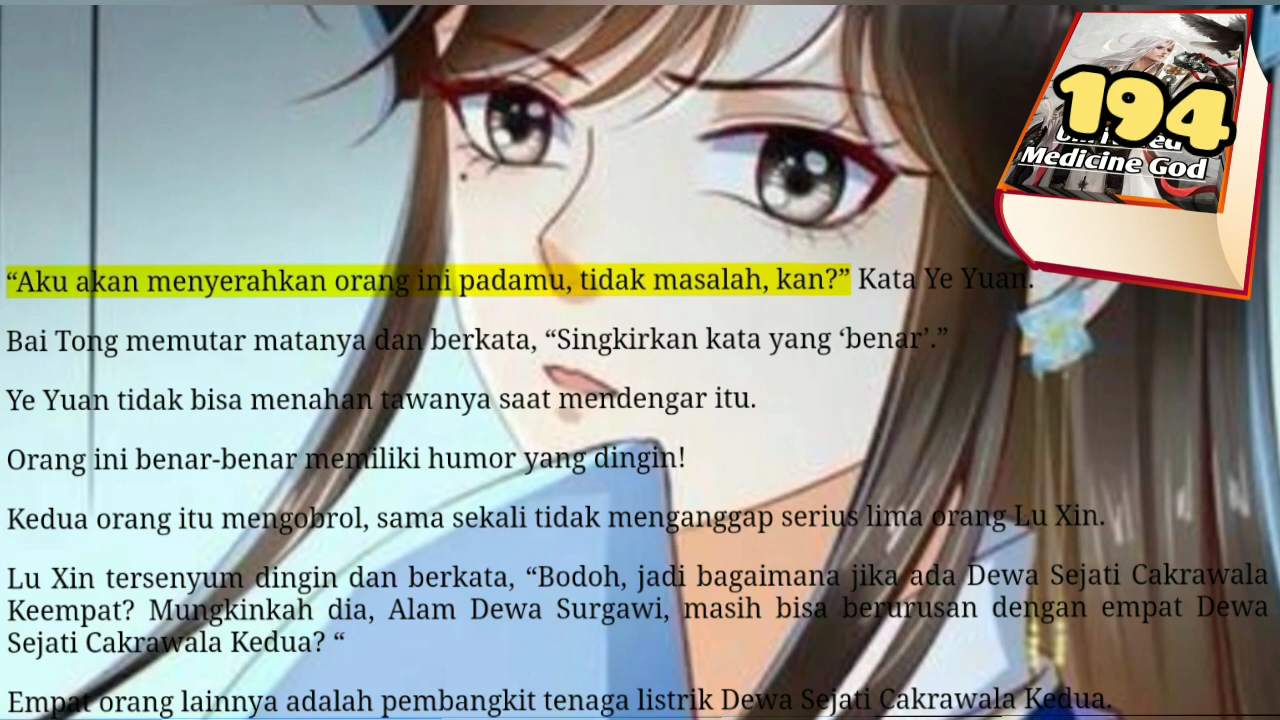 194
Medicine God
“Aku akan menyerahkan orang ini padamu, tidak masalah, kan?” Kata Ye Yuan.
Bai Tong memutar matanya dan berkata, “Singkirkan kata yang ‘benar’.”
Ye Yuan tidak bisa menahan tawanya saat mendengar itu.
Orang ini benar-benar memiliki humor yang dingin!
Kedua orang itu mengobrol, sama sekali tidak menganggap serius lima orang Lu Xin.
Lu Xin tersenyum dingin dan berkata, “Bodoh, jadi bagaimana jika ada Dewa Sejati Cakrawala
Keempat? Mungkinkah dia, Alam Dewa Surgawi, masih bisa berurusan dengan empat Dewa
Sejati Cakrawala Kedua? “
Empat orang lainnya adalah pembangkit tenaga listrik Dewa Sejati Cakrawala Kedua.